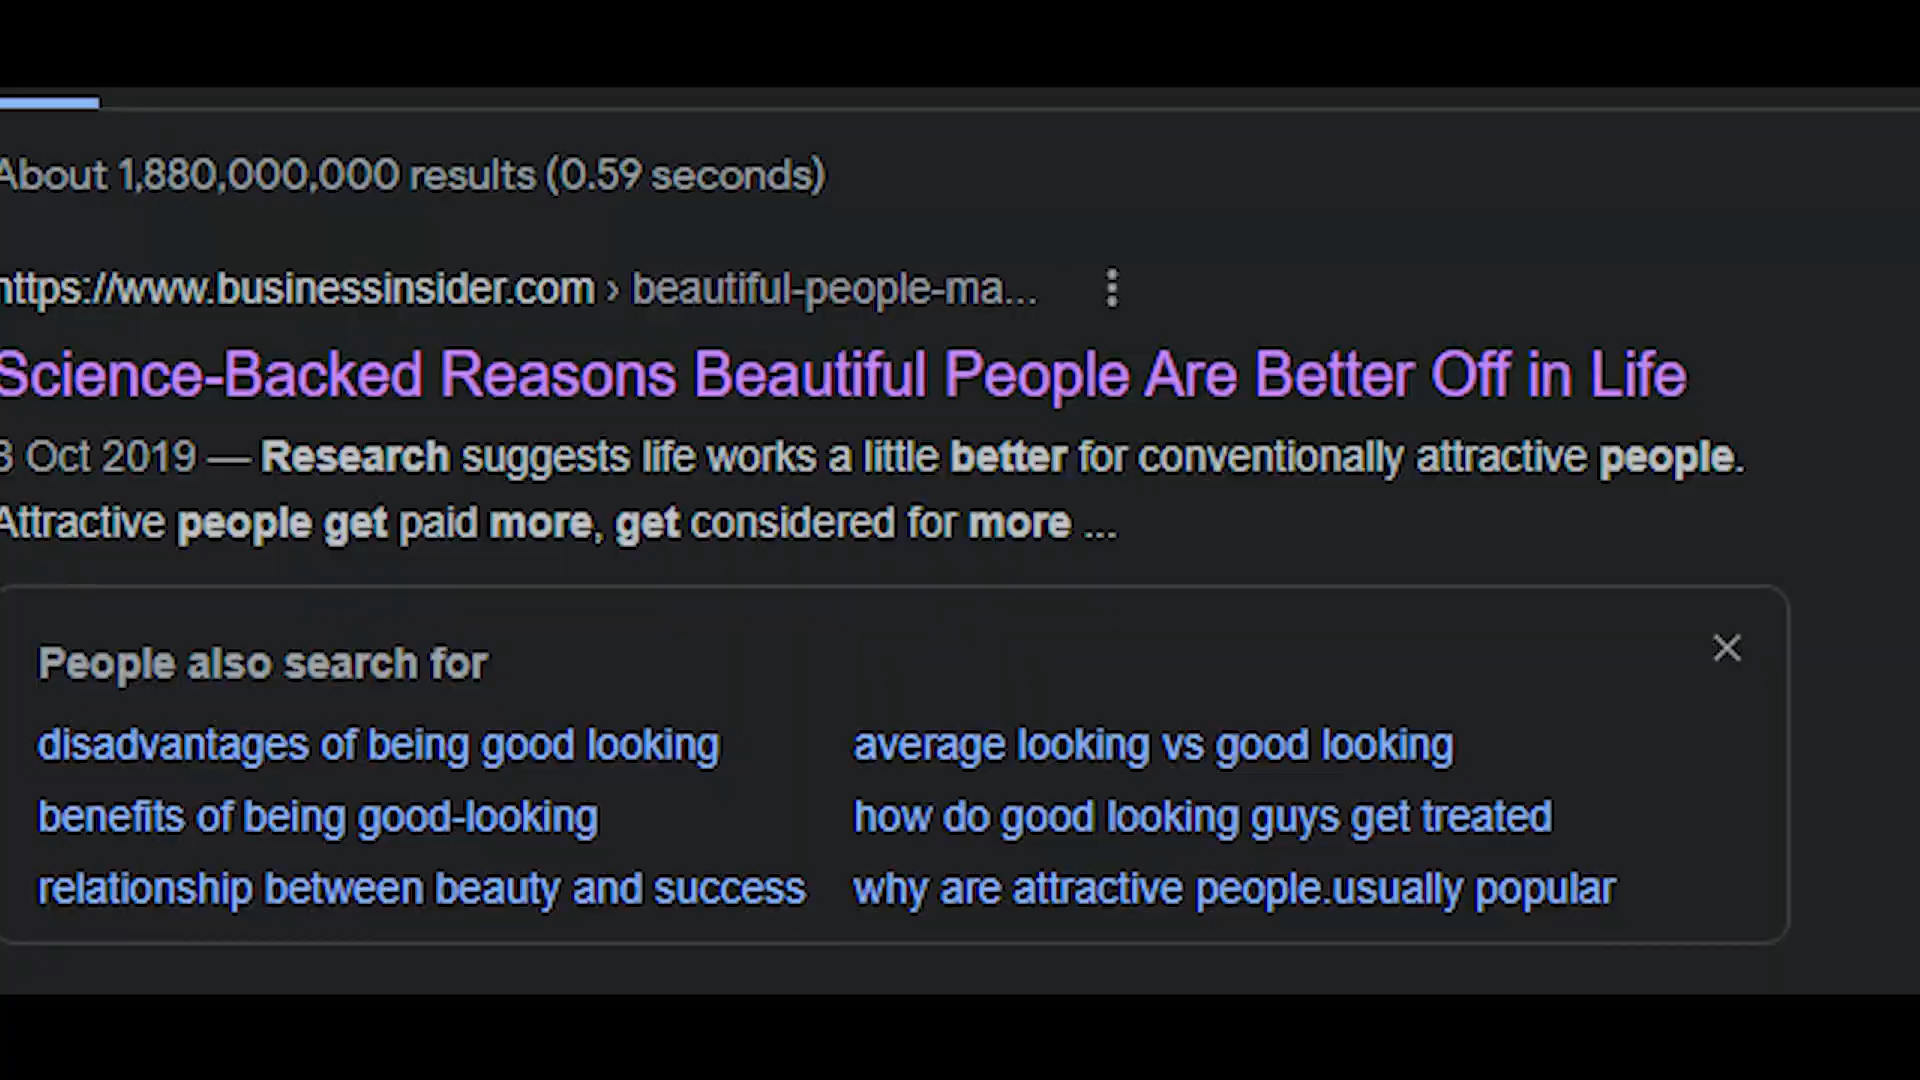 About 1,880,000,000 results (0.59 seconds)
https://www.businessinsider.com › beautiful-people-ma...
Science-Backed Reasons Beautiful People Are Better Off in Life
3 Oct 2019 — Research suggests life works a little better for conventionally attractive people.
Attractive people get paid more, get considered for more ...
People also search for
disadvantages of being good looking
average looking vs good looking
benefits of being good-looking
how do good looking guys get treated
relationship between beauty and success
why are attractive people.usually popular